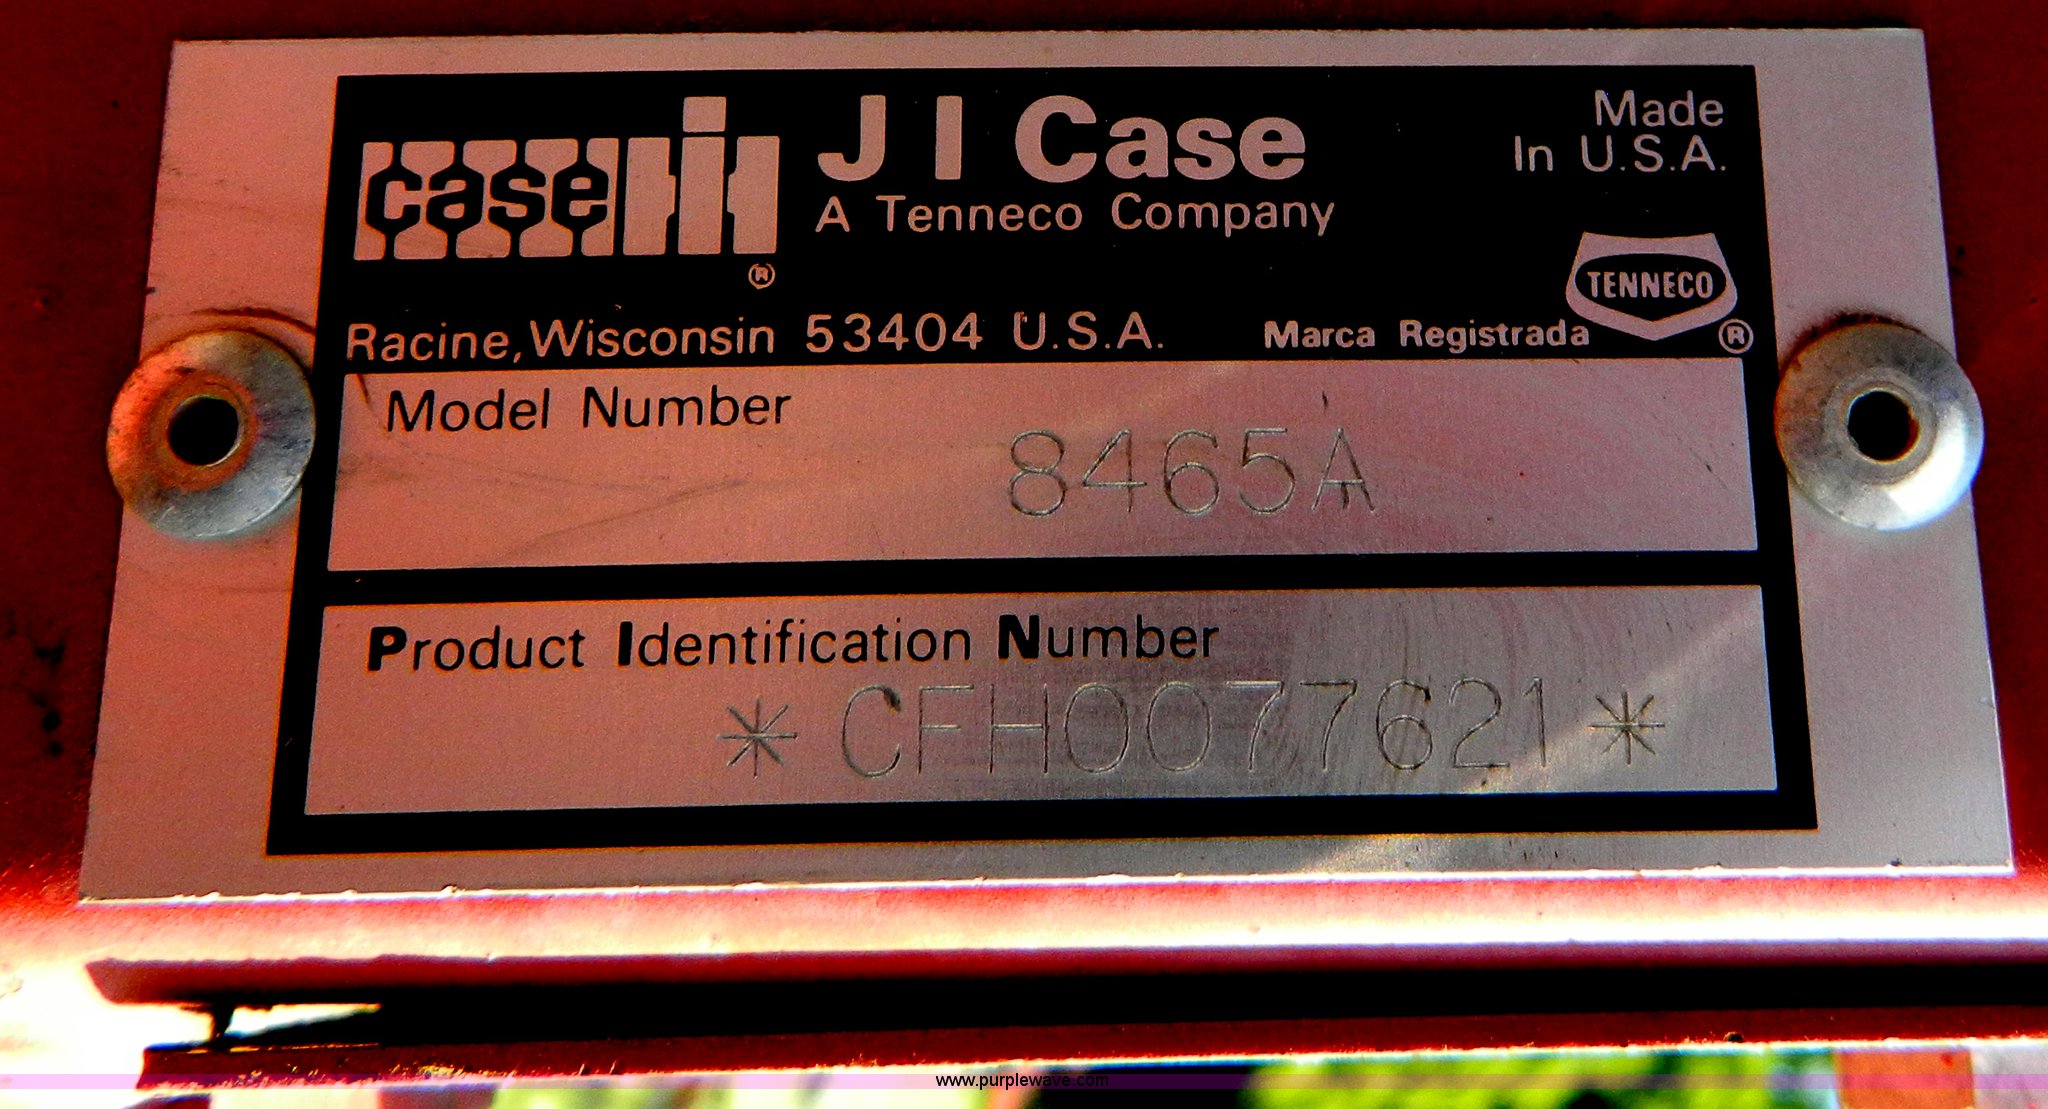 case IH
®
J I Case
A Tenneco Company
Made
In U.S.A.
TENNECO
®
Racine, Wisconsin 53404 U.S.A.
Marca Registrada
Model Number
8465A
Product Identification Number
*CFH0077621*
www.purplewave.com